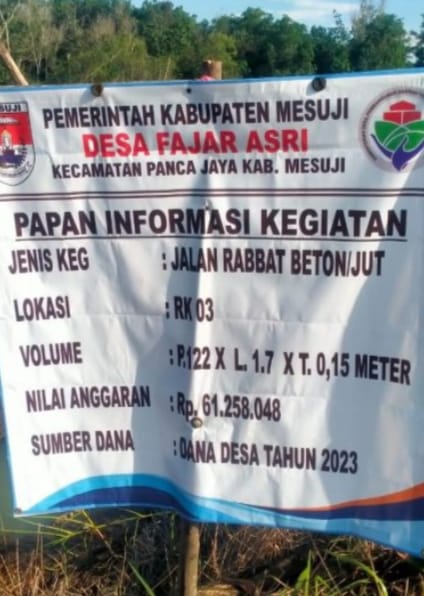 SUJI
PEMERINTAH KABUPATEN MESUJI
DESA FAJAR ASRI
KECAMATAN PANCA JAYA KAB. MESUJI
PAPAN INFORMASI KEGIATAN
JENIS KEG : JALAN RABBAT BETON/JUT
LOKASI : RK 03
VOLUME : P.122 X L. 1.7 X T. 0,15 METER
NILAI ANGGARAN : Rp. 61.258.048
SUMBER DANA : DANA DESA TAHUN 2023